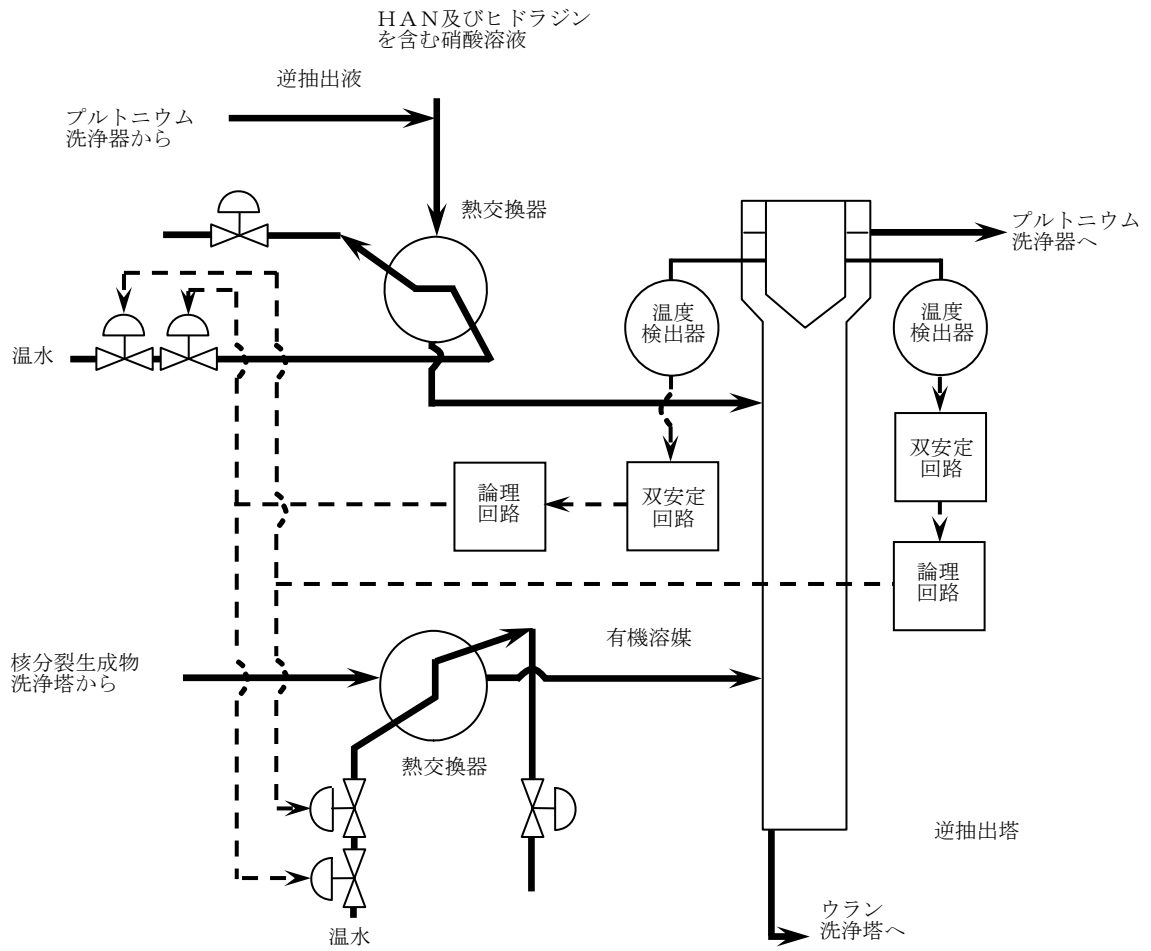 ＨＡＮ及びヒドラジン
を含む硝酸溶液
逆抽出液
プルトニウム
洗浄器から
熱交換器
プルトニウム
洗浄器へ
温度
検出器
温度
検出器
温水
双安定
回路
論理
回路
双安定
回路
論理
回路
有機溶媒
核分裂生成物
洗浄塔から
熱交換器
逆抽出塔
ウラン
洗浄塔へ
温水